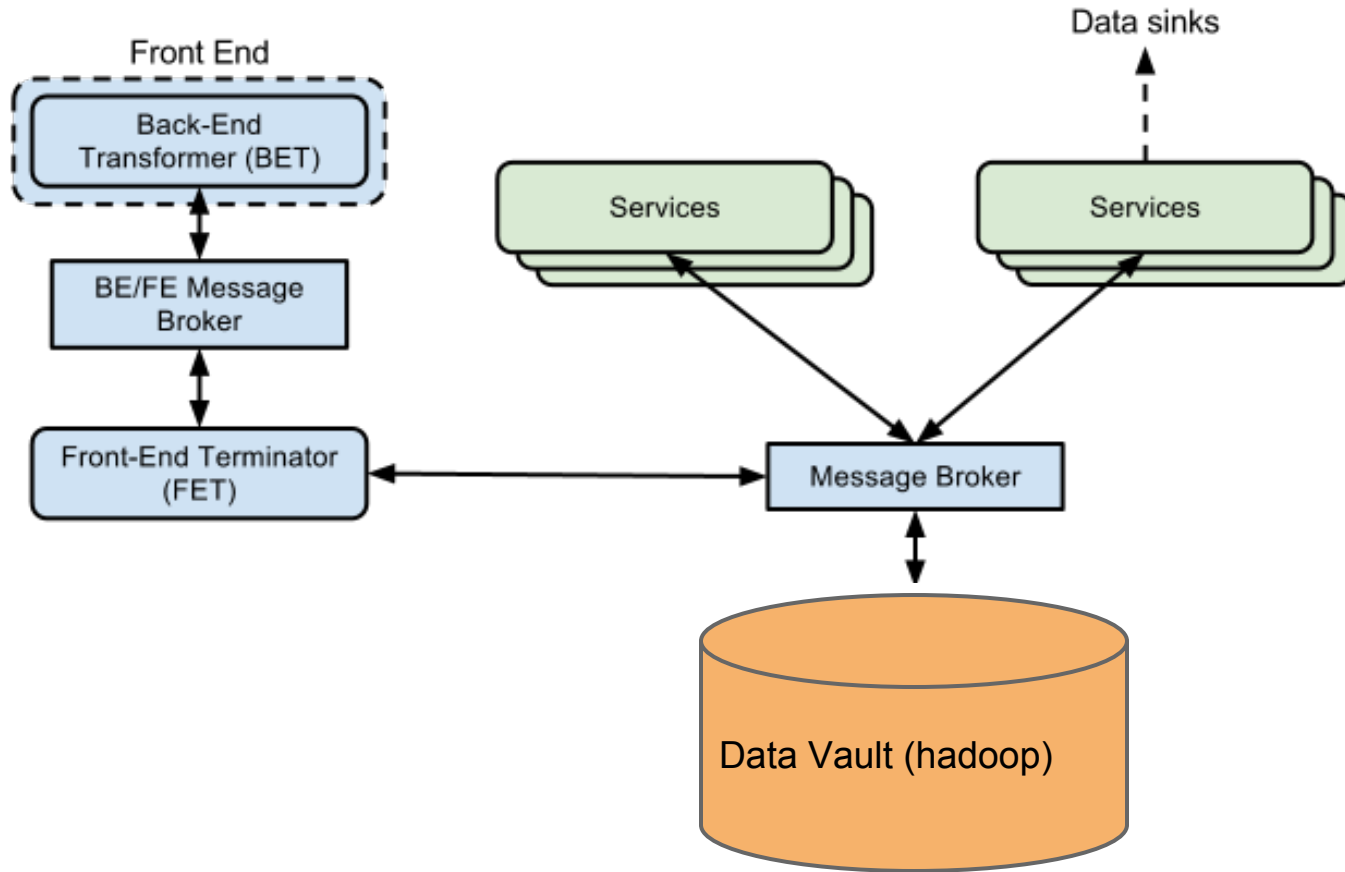 Data sinks
Front End
Back-End
Transformer (BET)
Services
Services
BE/FE Message
Broker
Front-End Terminator
(FET)
Message Broker
Data Vault (hadoop)